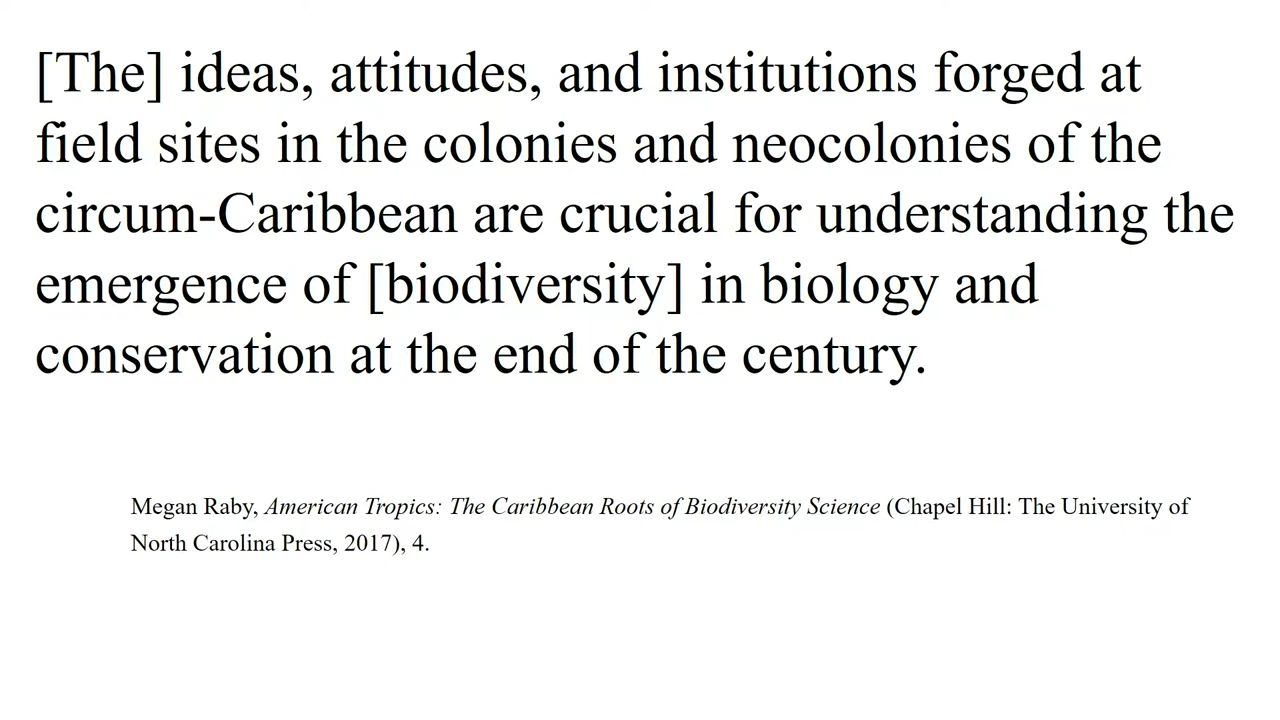 [The] ideas, attitudes, and institutions forged at
field sites in the colonies and neocolonies of the
circum-Caribbean are crucial for understanding the
emergence of [biodiversity] in biology and
conservation at the end of the century.
Megan Raby, American Tropics: The Caribbean Roots of Biodiversity Science (Chapel Hill: The University of
North Carolina Press, 2017), 4.